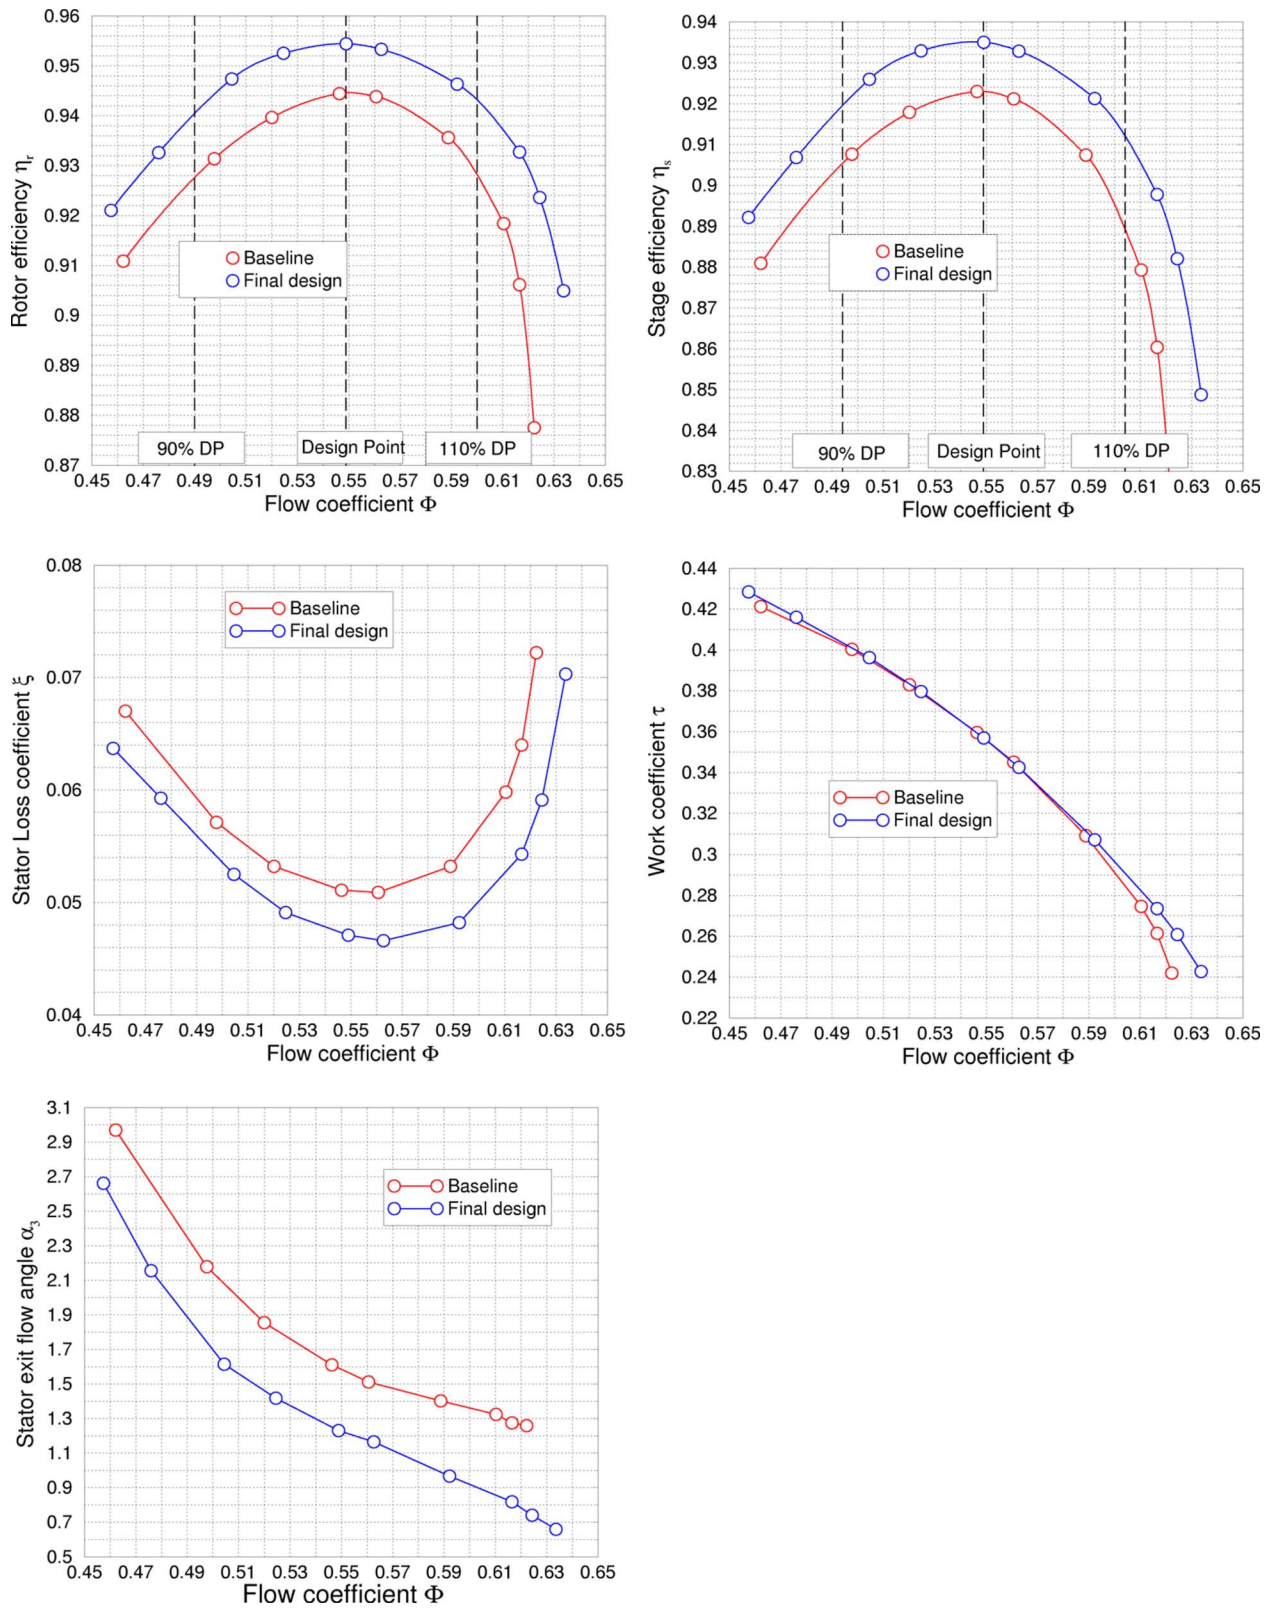 0.96
0.95
0.94
0.93
0.92
0.91
0.9
0.89
0.88
0.87
Rotor efficiency ηr
Baseline
Final design
90% DP
Design Point
110% DP
0.45 0.47 0.49 0.51 0.53 0.55 0.57 0.59 0.61 0.63 0.65
Flow coefficient Φ
0.94
0.93
0.92
0.91
0.9
0.89
0.88
0.87
0.86
0.85
0.84
0.83
Stage efficiency ηs
Baseline
Final design
90% DP
Design Point
110% DP
0.45 0.47 0.49 0.51 0.53 0.55 0.57 0.59 0.61 0.63 0.65
Flow coefficient Φ
0.08
0.07
0.06
0.05
0.04
Stator Loss coefficient ξ
Baseline
Final design
0.45 0.47 0.49 0.51 0.53 0.55 0.57 0.59 0.61 0.63 0.65
Flow coefficient Φ
0.44
0.42
0.4
0.38
0.36
0.34
0.32
0.3
0.28
0.26
0.24
0.22
Work coefficient τ
Baseline
Final design
0.45 0.47 0.49 0.51 0.53 0.55 0.57 0.59 0.61 0.63 0.65
Flow coefficient Φ
3.1
2.9
2.7
2.5
2.3
2.1
1.9
1.7
1.5
1.3
1.1
0.9
0.7
0.5
Stator exit flow angle α3
Baseline
Final design
0.45 0.47 0.49 0.51 0.53 0.55 0.57 0.59 0.61 0.63 0.65
Flow coefficient Φ